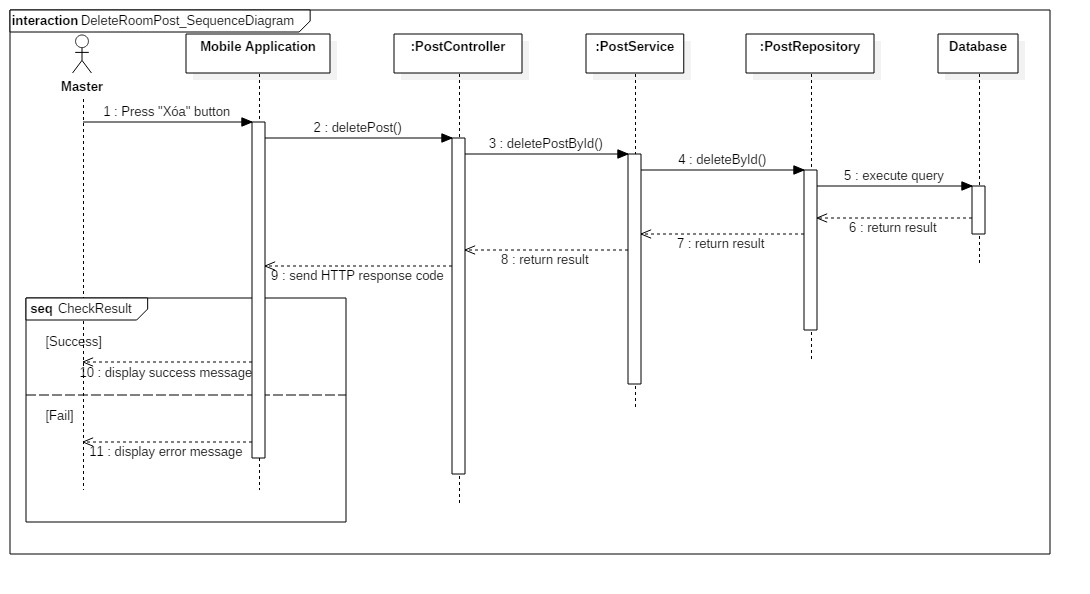 interaction DeleteRoomPost_SequenceDiagram
Mobile Application
:PostController
:PostService
:PostRepository
Database
Master
1 : Press "Xóa" button
2 : deletePost()
3 : deletePostById()
4 : deleteById()
5 : execute query
6 : return result
7 : return result
8 : return result
9 : send HTTP response code
seq CheckResult
[Success]
10 : display success message
[Fail]
11 : display error message